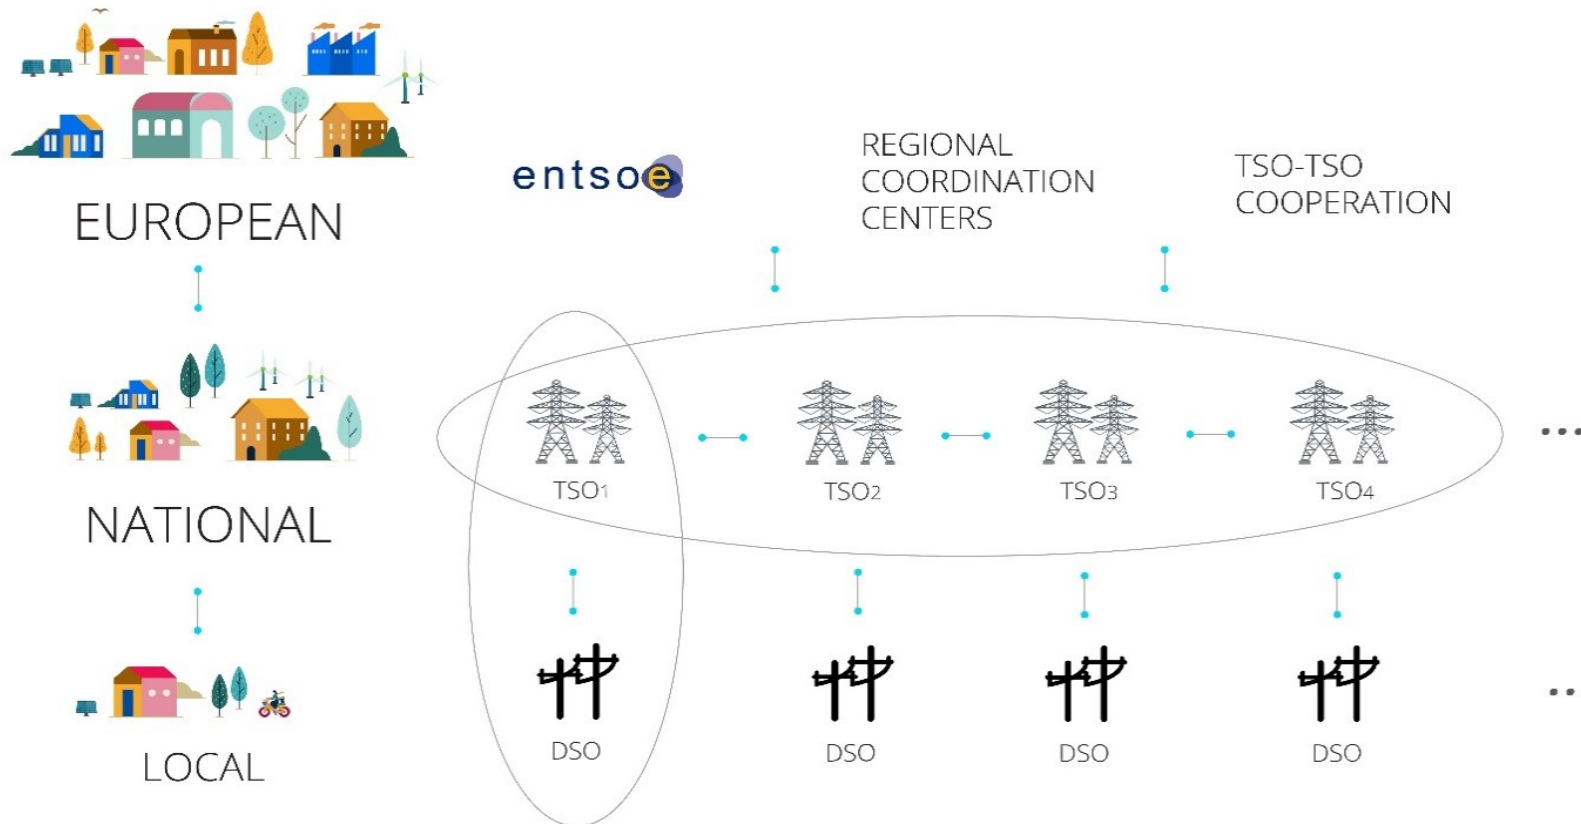 entsoe
REGIONAL
COORDINATION
CENTERS
TSO-TSO
COOPERATION
EUROPEAN
TSO1
TSO2
TSO3
TSO4
...
NATIONAL
DSO
DSO
DSO
DSO
..
LOCAL